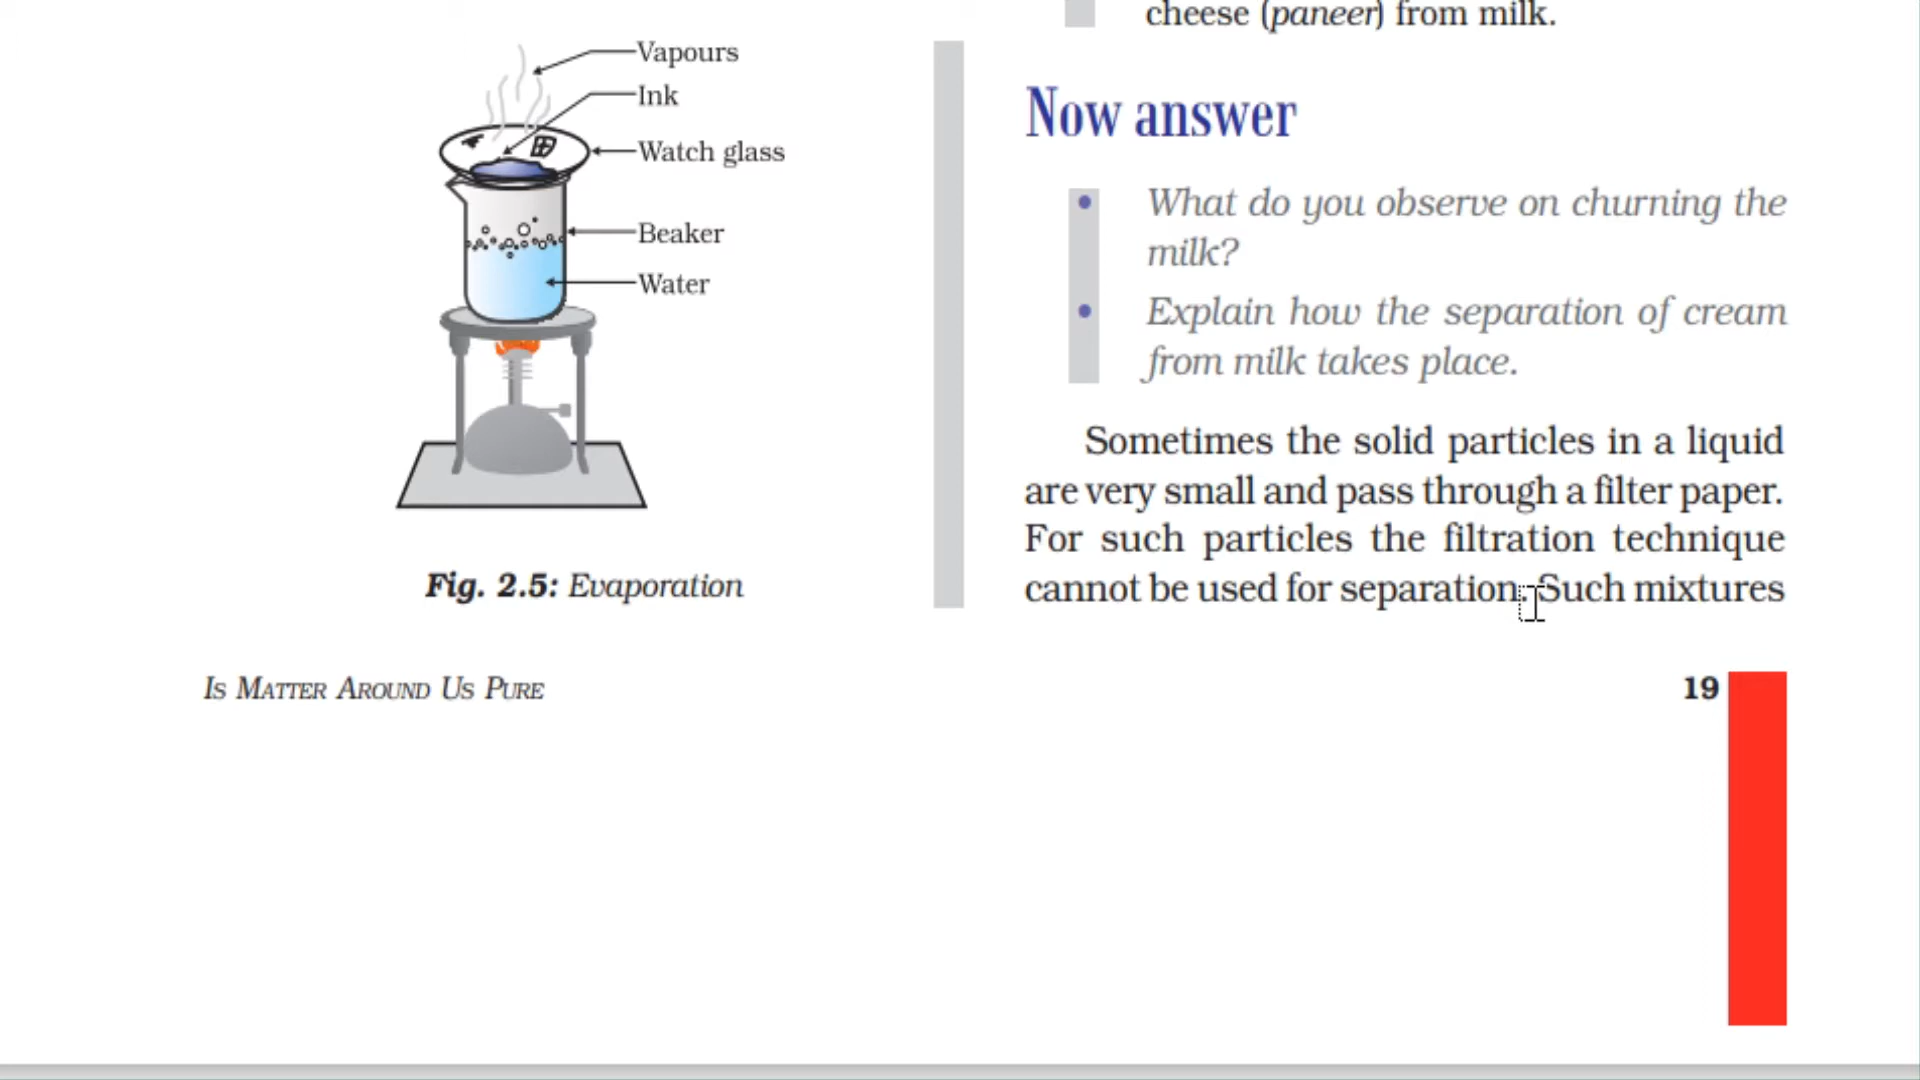 Vapours
Ink
Watch glass
Beaker
Water
Fig. 2.5: Evaporation
cheese (paneer) from milk.
Now answer
• What do you observe on churning the
milk?
• Explain how the separation of cream
from milk takes place.
Sometimes the solid particles in a liquid
are very small and pass through a filter paper.
For such particles the filtration technique
cannot be used for separation. Such mixtures
IS MATTER AROUND US PURE
19